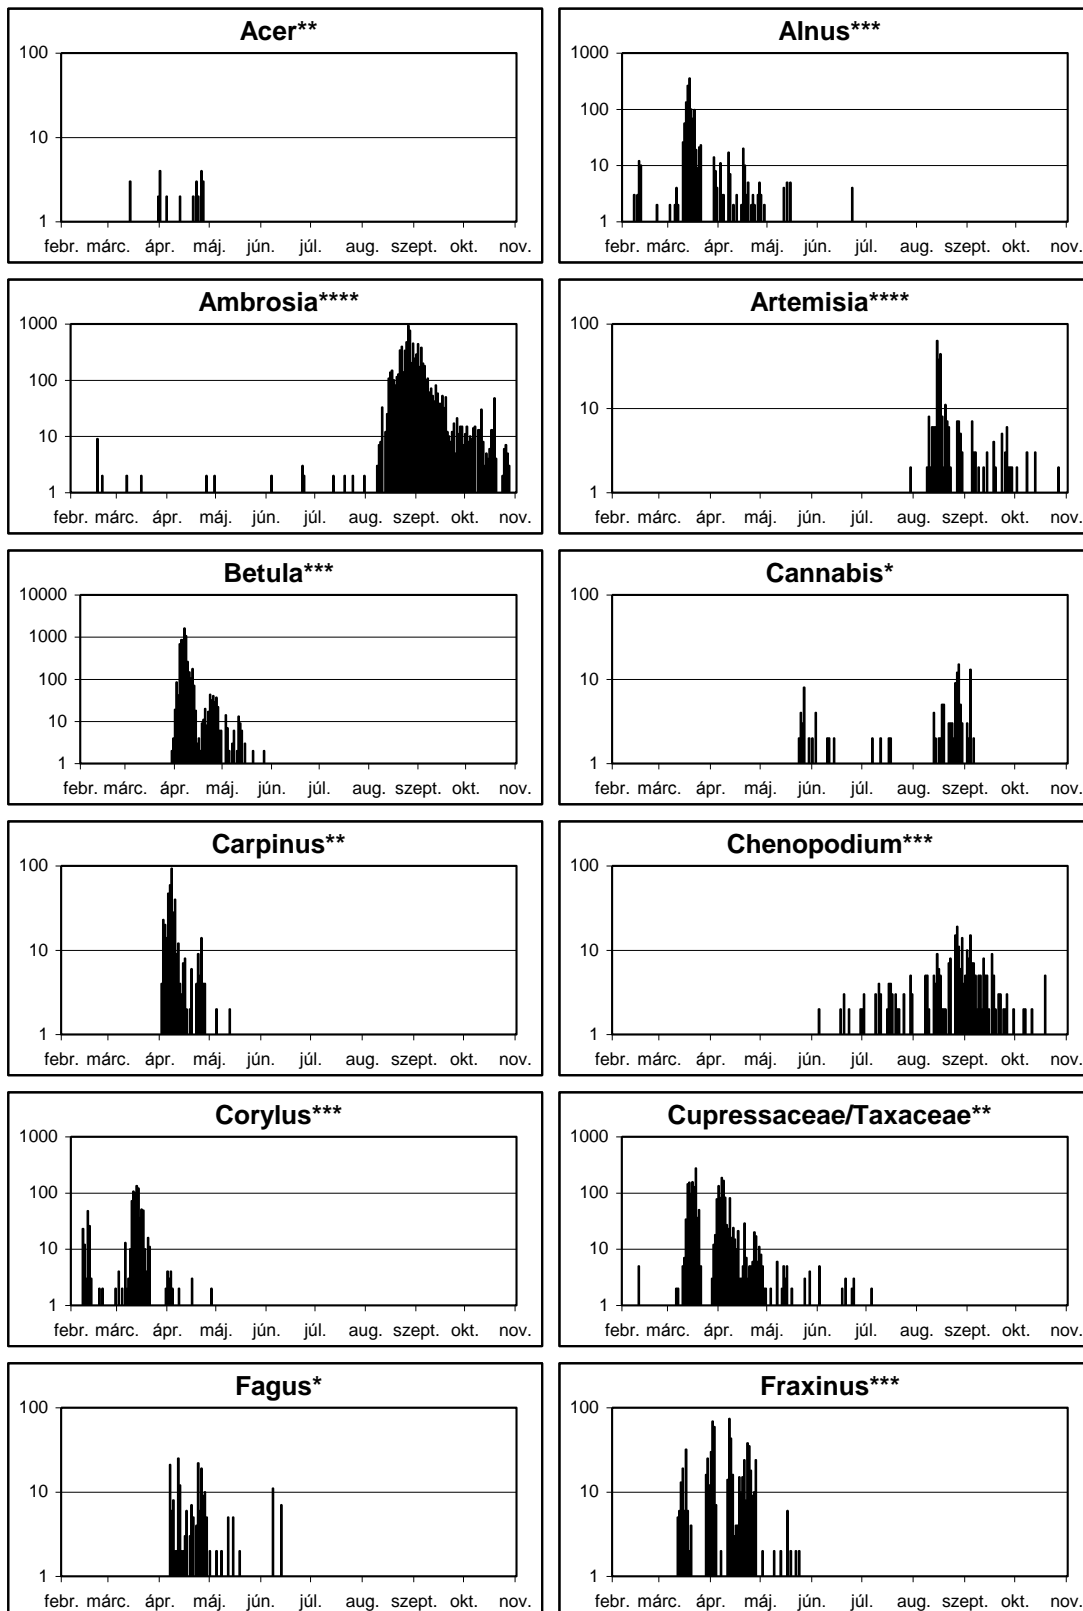 Acer**
100
10
1
febr. márc. ápr. máj. jún. júl. aug. szept. okt. nov.
Alnus***
1000
100
10
1
febr. márc. ápr. máj. jún. júl. aug. szept. okt. nov.
Ambrosia****
1000
100
10
1
febr. márc. ápr. máj. jún. júl. aug. szept. okt. nov.
Artemisia****
100
10
1
febr. márc. ápr. máj. jún. júl. aug. szept. okt. nov.
Betula***
10000
1000
100
10
1
febr. márc. ápr. máj. jún. júl. aug. szept. okt. nov.
Cannabis*
100
10
1
febr. márc. ápr. máj. jún. júl. aug. szept. okt. nov.
Carpinus**
100
10
1
febr. márc. ápr. máj. jún. júl. aug. szept. okt. nov.
Chenopodium***
100
10
1
febr. márc. ápr. máj. jún. júl. aug. szept. okt. nov.
Corylus***
1000
100
10
1
febr. márc. ápr. máj. jún. júl. aug. szept. okt. nov.
Cupressaceae/Taxaceae**
1000
100
10
1
febr. márc. ápr. máj. jún. júl. aug. szept. okt. nov.
Fagus*
100
10
1
febr. márc. ápr. máj. jún. júl. aug. szept. okt. nov.
Fraxinus***
100
10
1
febr. márc. ápr. máj. jún. júl. aug. szept. okt. nov.